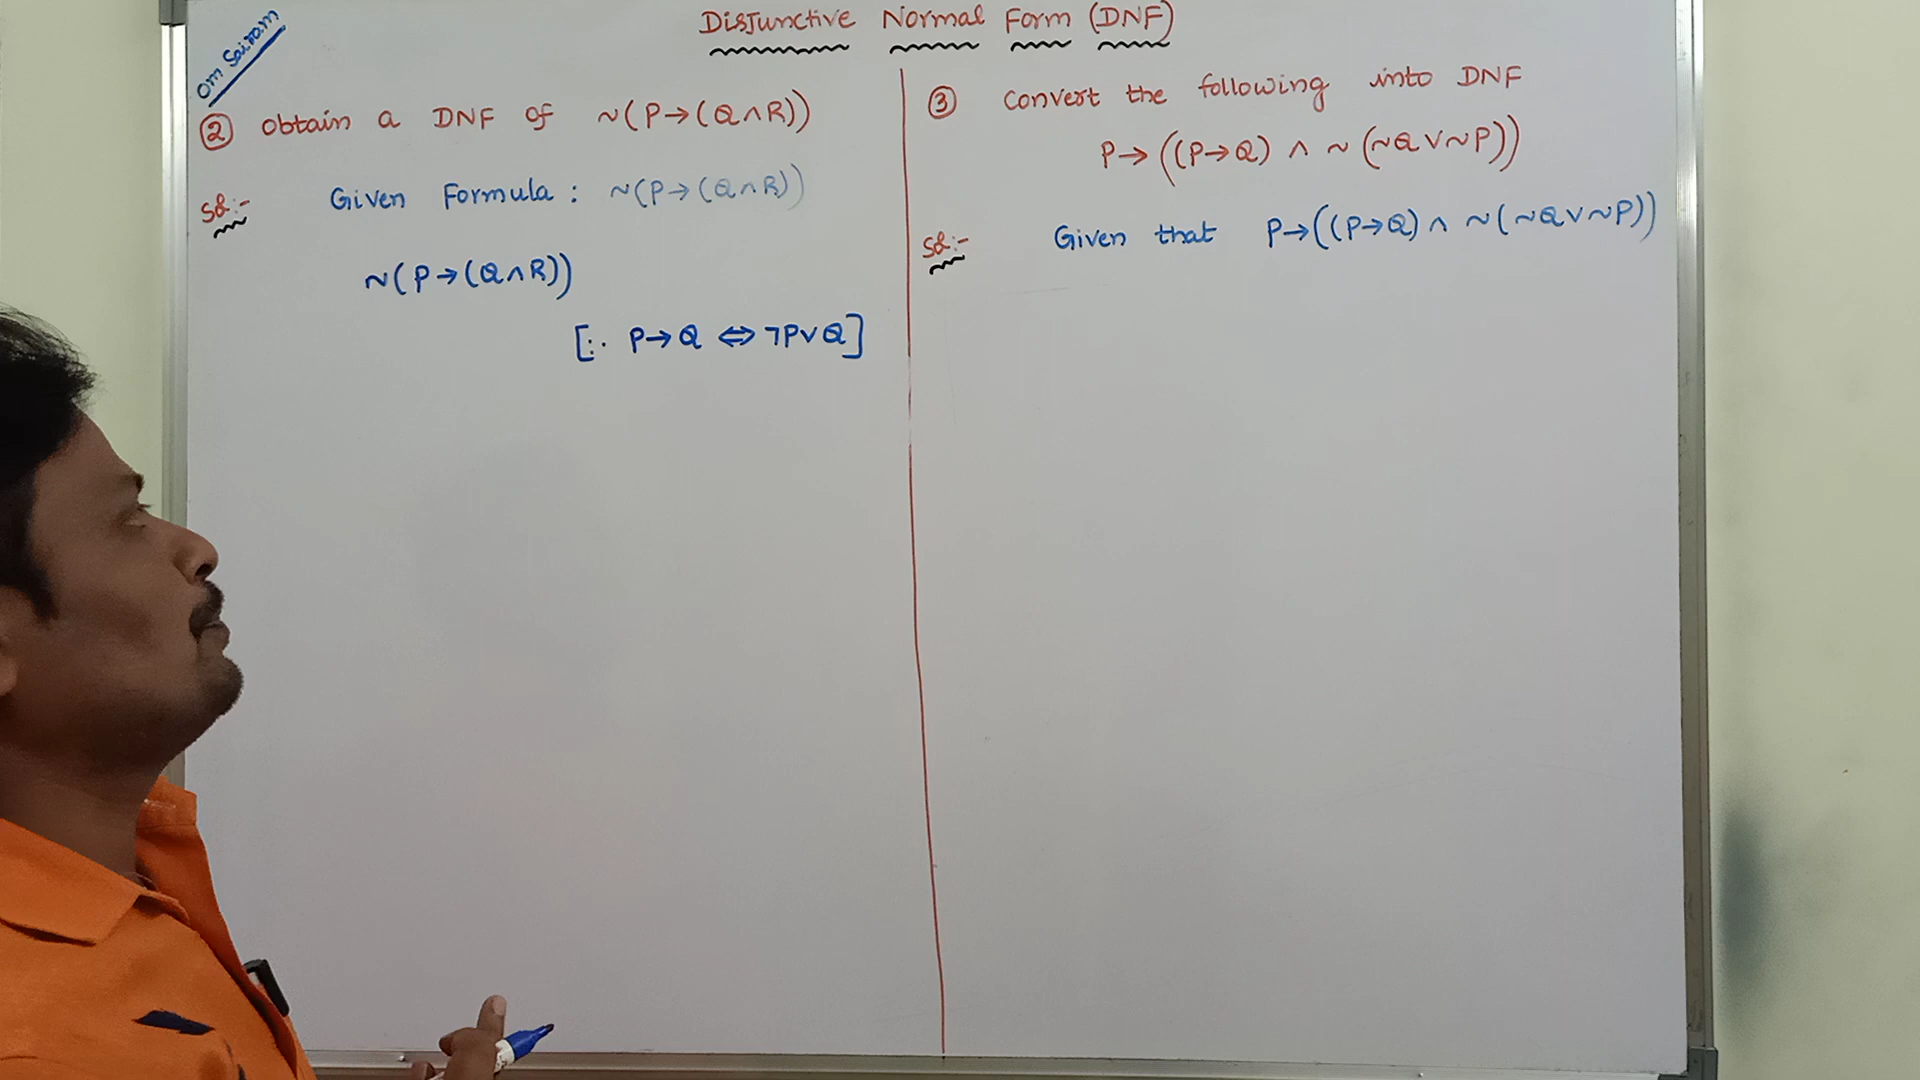 Disjunctive Normal Form (DNF)
Om Sairam
② Obtain a DNF of ~(P→(Q∧R))
Sol:- Given Formula : ~(P→(Q∧R))
~(P→(Q∧R))
[∵ P→Q ⇔ ¬P∨Q]
③ Convert the following into DNF
P→((P→Q) ∧ ~(~Q∨~P))
Sol:- Given that P→((P→Q) ∧ ~(~Q∨~P))